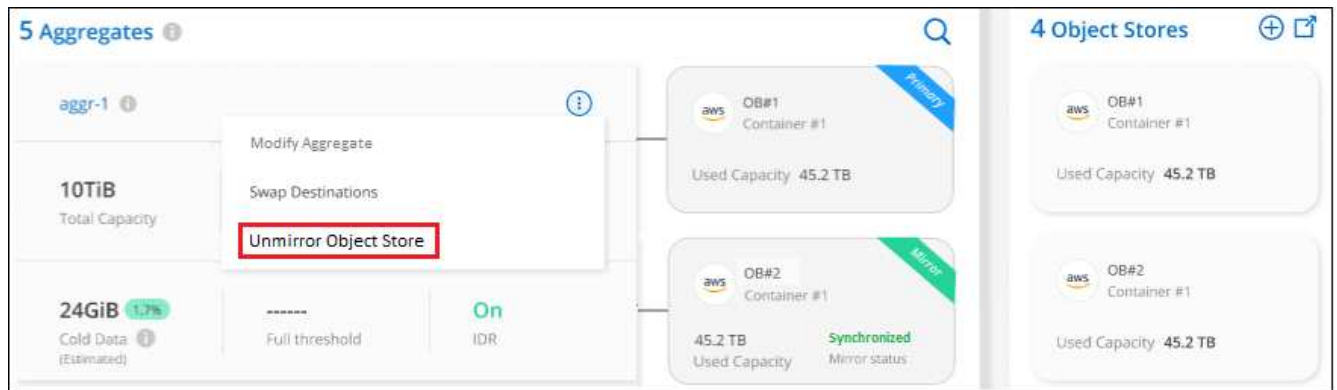 5 Aggregates
4 Object Stores
aggr-1
Modify Aggregate
Swap Destinations
Unmirror Object Store
10TiB
Total Capacity
24GiB 1.7%
Cold Data
(Estimated)
------
Full threshold
On
IDR
Primary
aws
OB#1
Container #1
Used Capacity 45.2 TB
Mirror
aws
OB#2
Container #1
45.2 TB
Used Capacity
Synchronized
Mirror status
aws
OB#1
Container #1
Used Capacity 45.2 TB
aws
OB#2
Container #1
Used Capacity 45.2 TB